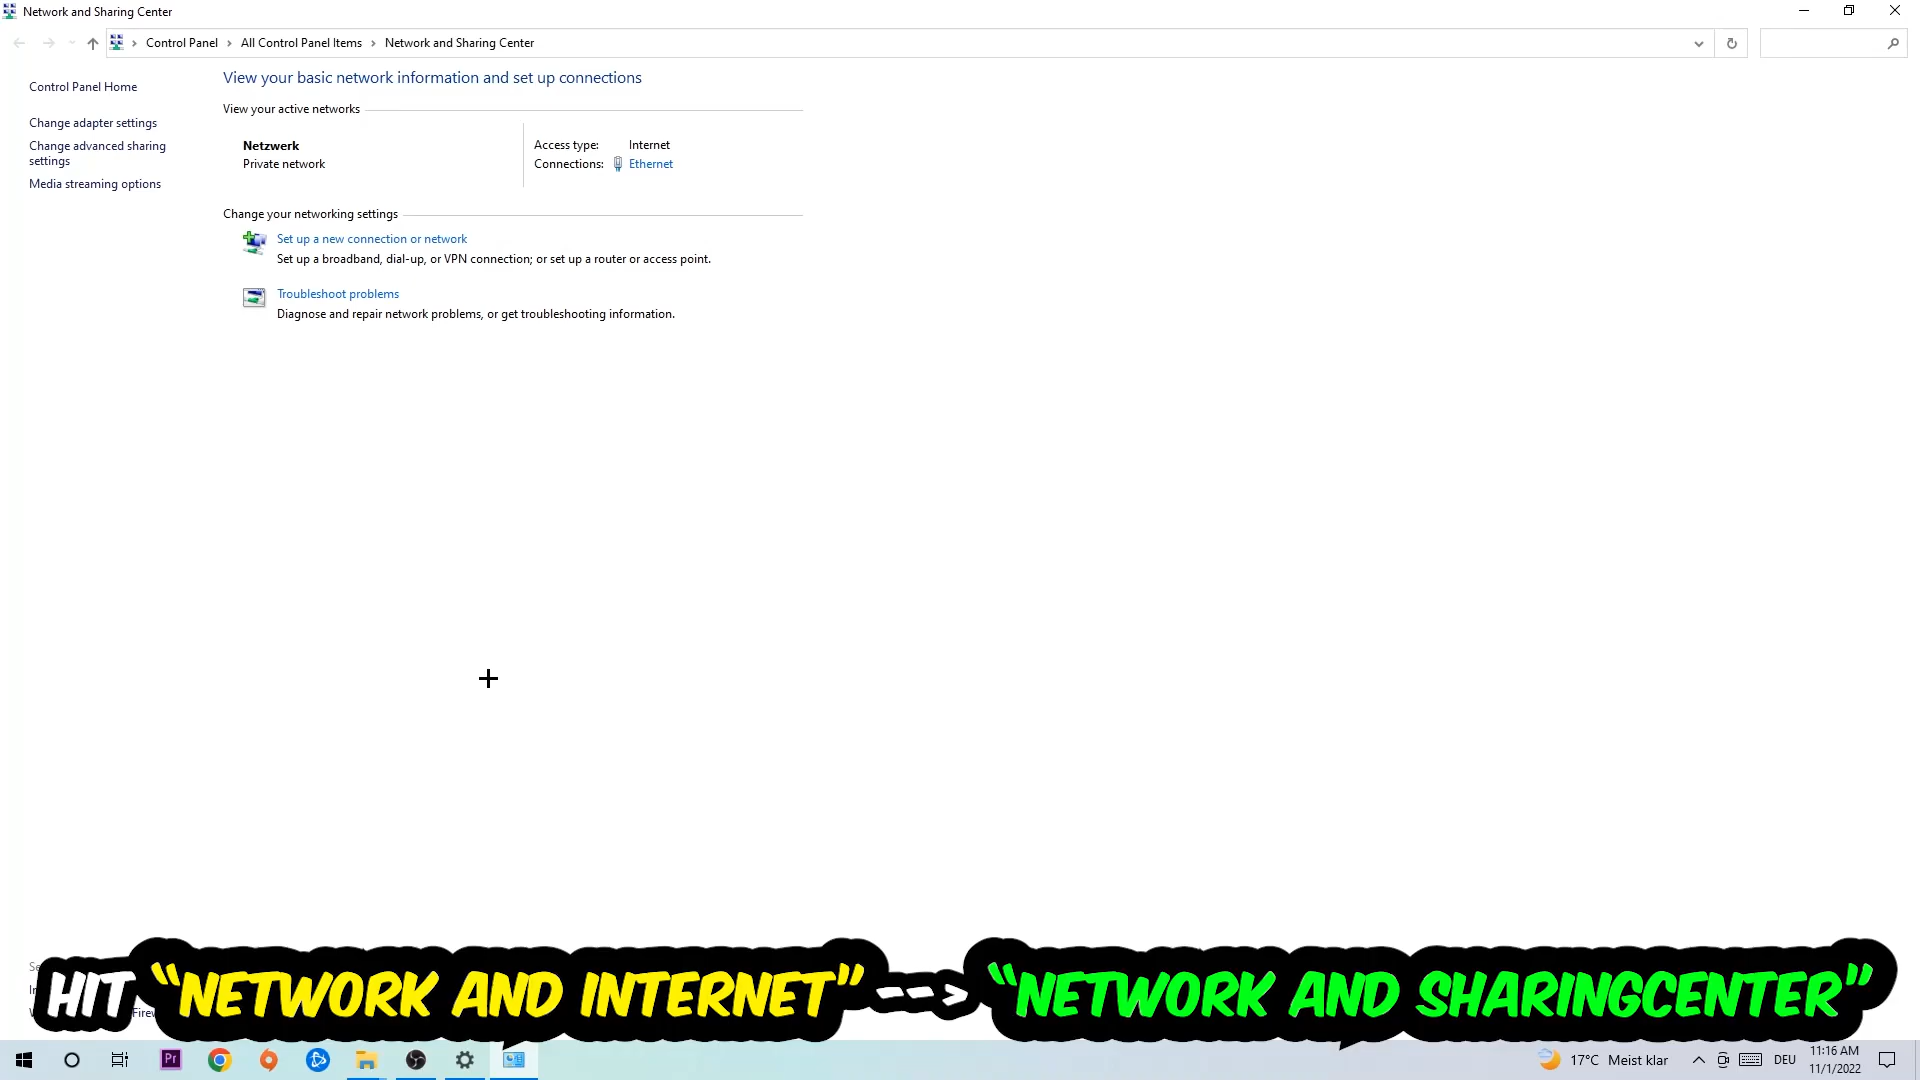 Network and Sharing Center
Control Panel › All Control Panel Items › Network and Sharing Center
Control Panel Home
Change adapter settings
Change advanced sharing
settings
Media streaming options
View your basic network information and set up connections
View your active networks
Netzwerk
Private network
Access type: Internet
Connections: Ethernet
Change your networking settings
Set up a new connection or network
Set up a broadband, dial-up, or VPN connection; or set up a router or access point.
Troubleshoot problems
Diagnose and repair network problems, or get troubleshooting information.
HIT “NETWORK AND INTERNET” ---> “NETWORK AND SHARINGCENTER”
Pr
17°C Meist klar
DEU
11:16 AM
11/1/2022